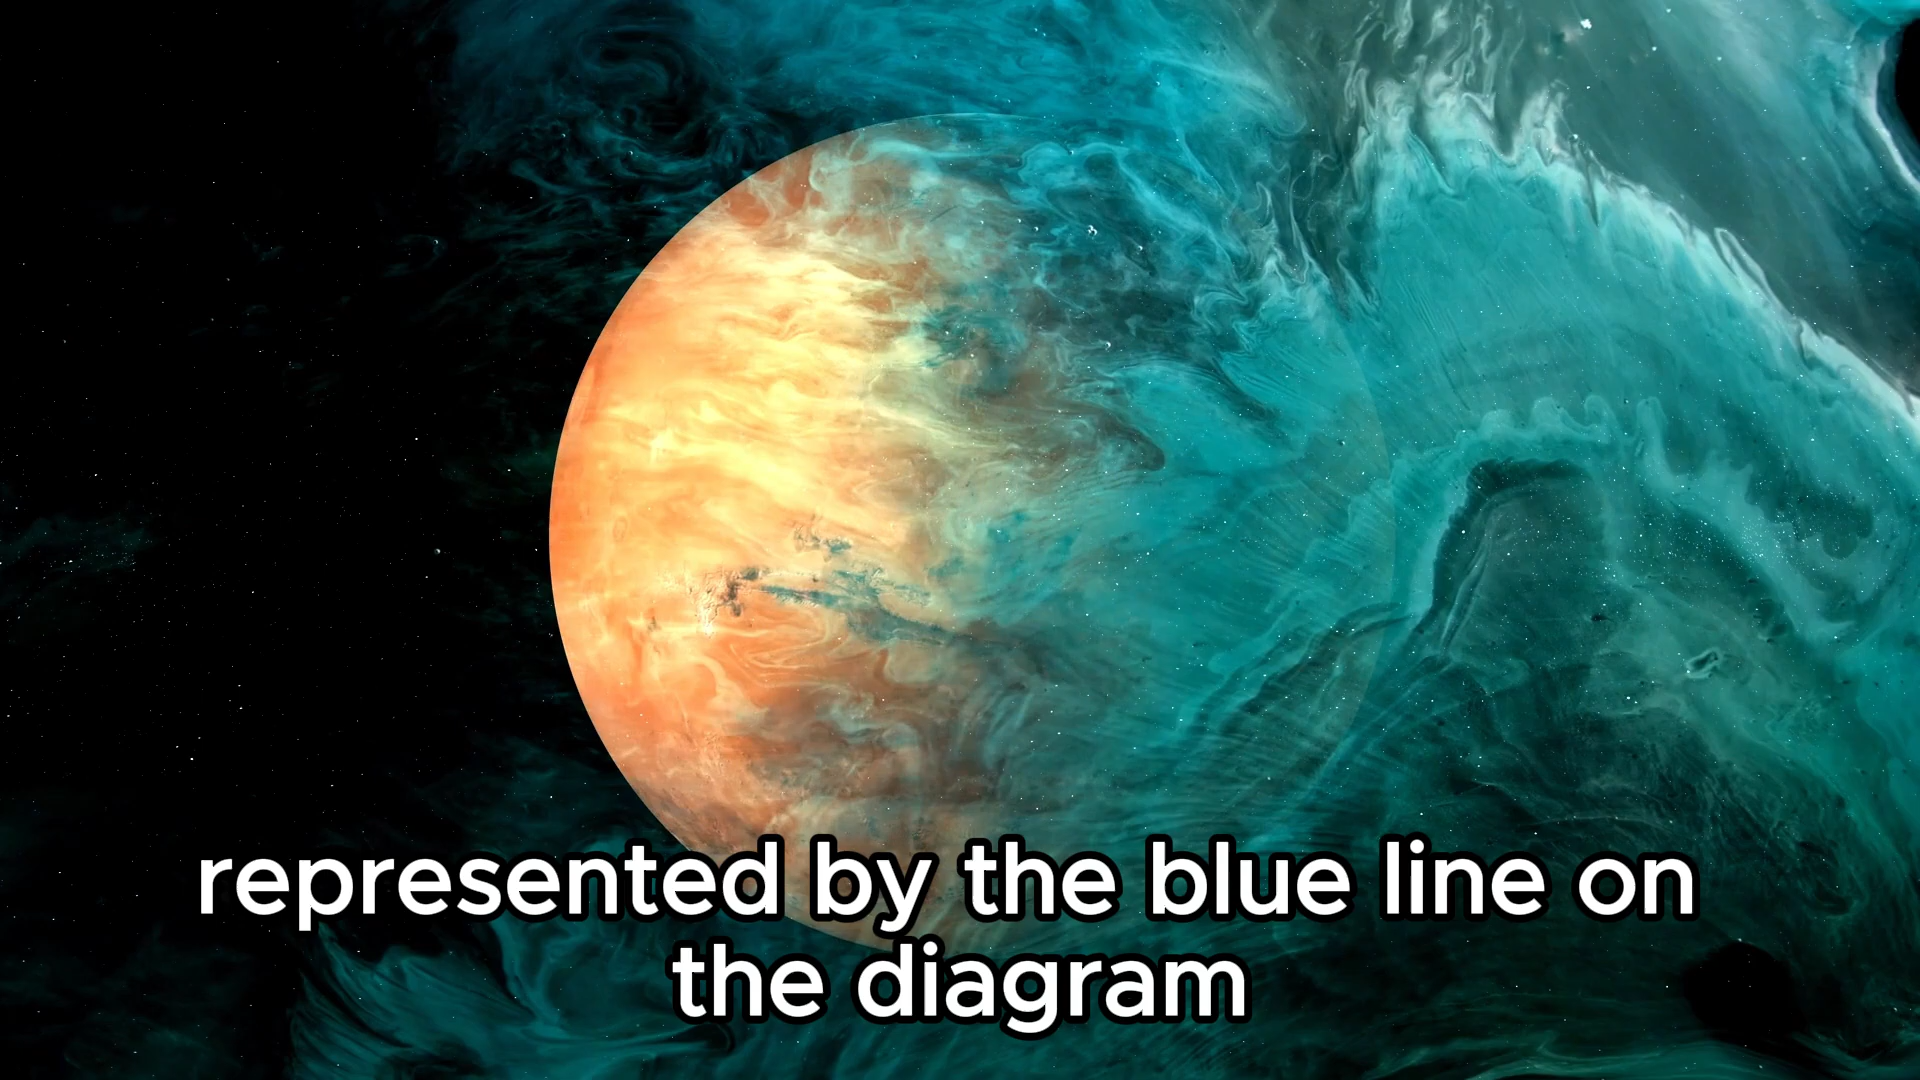 represented by the blue line on
the diagram